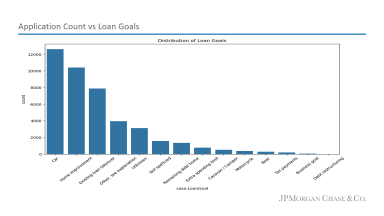 Application Count vs Loan Goals
Distribution of Loan Goals
12000
10000
8000
6000
4000
2000
0
count
Car
Home improvement
Existing loan takeover
Other, see explanation
Unknown
Not specified
Remaining debt home
Extra spending limit
Caravan / Camper
Motorcycle
Boat
Tax payments
Business goal
Debt restructuring
case:LoanGoal
JPMORGAN CHASE & CO.